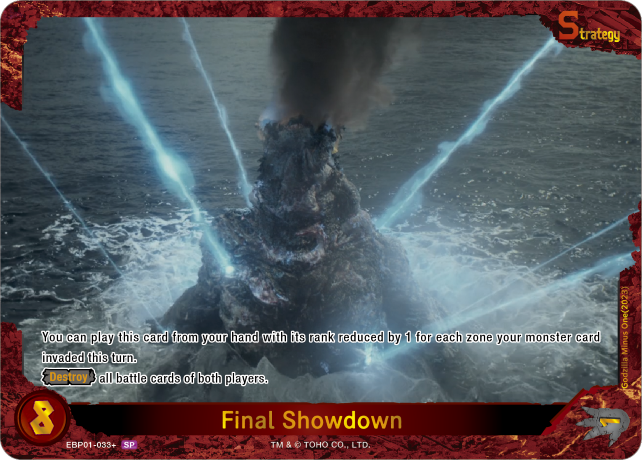 Strategy
You can play this card from your hand with its rank reduced by 1 for each zone your monster card
invaded this turn.
Destroy all battle cards of both players.
Godzilla Minus One(2023)
8
Final Showdown
1
EBP01-033+ SP
TM & © TOHO CO., LTD.